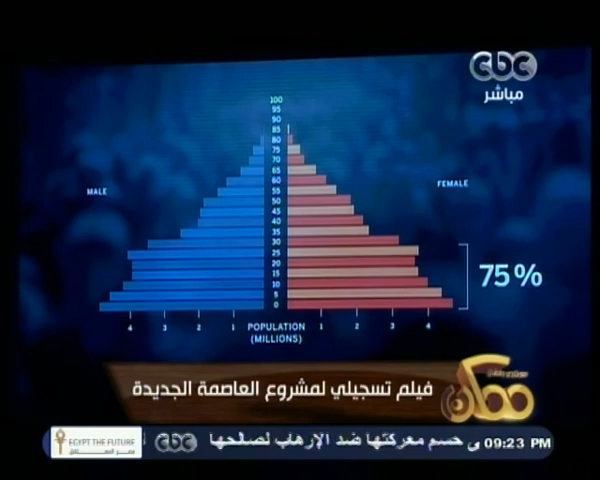 cbc
مباشر
100
95
90
85
80
75
70
65
60
55
50
45
40
35
30
25
20
15
10
5
0
MALE
FEMALE
75%
4 3 2 1 POPULATION (MILLIONS) 1 2 3 4
فيلم تسجيلي لمشروع العاصمة الجديدة
ممكن
EGYPT THE FUTURE
مصر المستقبل
cbc
ي حسم معركتها ضد الإرهاب لصالحها
09:23 PM